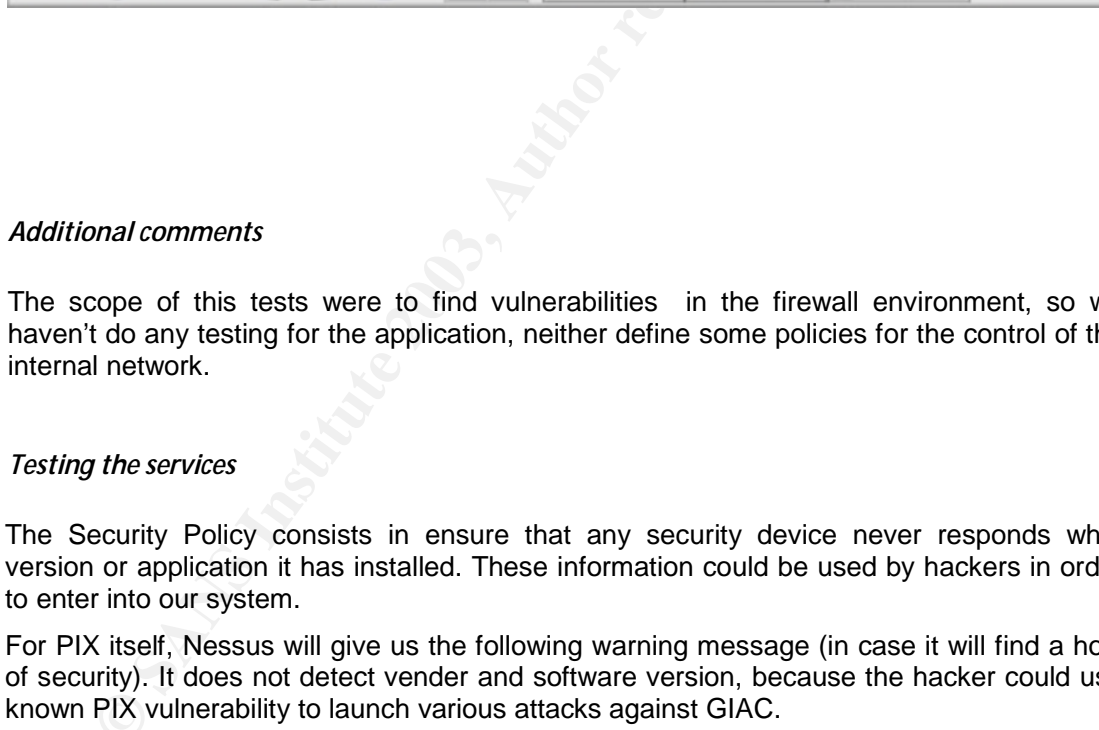 Additional comments
The scope of this tests were to find vulnerabilities in the firewall environment, so
haven't do any testing for the application, neither define some policies for the control of
internal network.
Testing the services
The Security Policy consists in ensure that any security device never responds
version or application it has installed. These information could be used by hackers in
to enter into our system.
For PIX itself, Nessus will give us the following warning message (in case it will find a
of security). It does not detect vender and software version, because the hacker could
known PIX vulnerability to launch various attacks against GIAC.
© SANS Institute 2003, Author